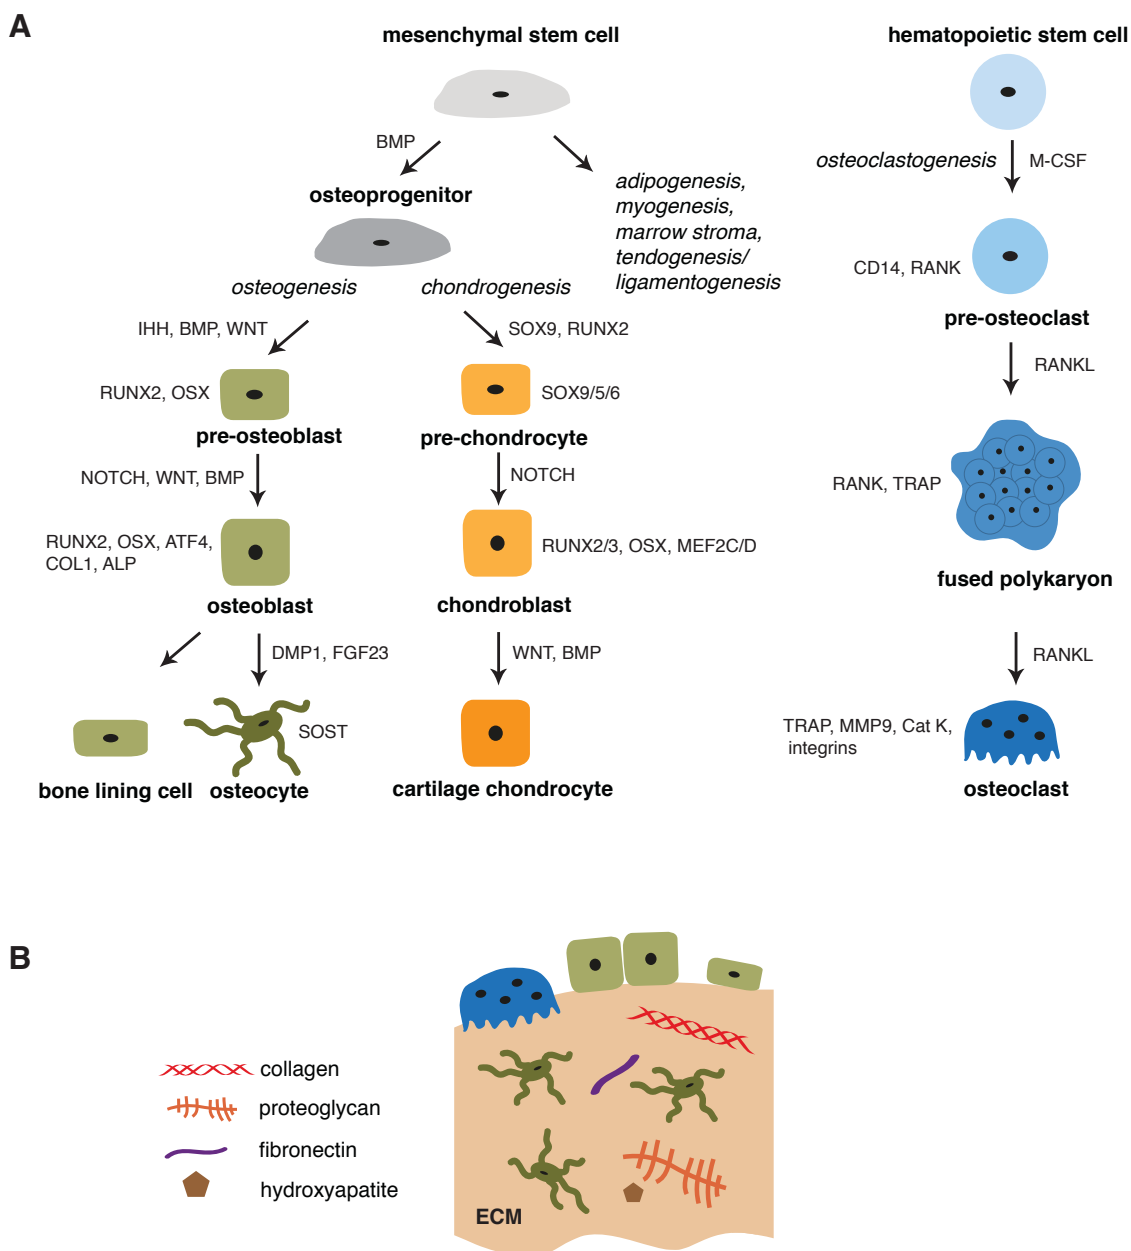 A
mesenchymal stem cell
BMP
osteoprogenitor
adipogenesis,
myogenesis,
marrow stroma,
tendogenesis/
ligamentogenesis
osteogenesis
chondrogenesis
IHH, BMP, WNT
SOX9, RUNX2
RUNX2, OSX
SOX9/5/6
pre-osteoblast
pre-chondrocyte
NOTCH, WNT, BMP
NOTCH
RUNX2, OSX, ATF4,
COL1, ALP
RUNX2/3, OSX, MEF2C/D
osteoblast
chondroblast
DMP1, FGF23
WNT, BMP
SOST
bone lining cell
osteocyte
cartilage chondrocyte
hematopoietic stem cell
osteoclastogenesis
M-CSF
CD14, RANK
pre-osteoclast
RANKL
RANK, TRAP
fused polykaryon
RANKL
TRAP, MMP9, Cat K,
integrins
osteoclast
B
collagen
proteoglycan
fibronectin
hydroxyapatite
ECM